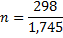 n = 298
1,745